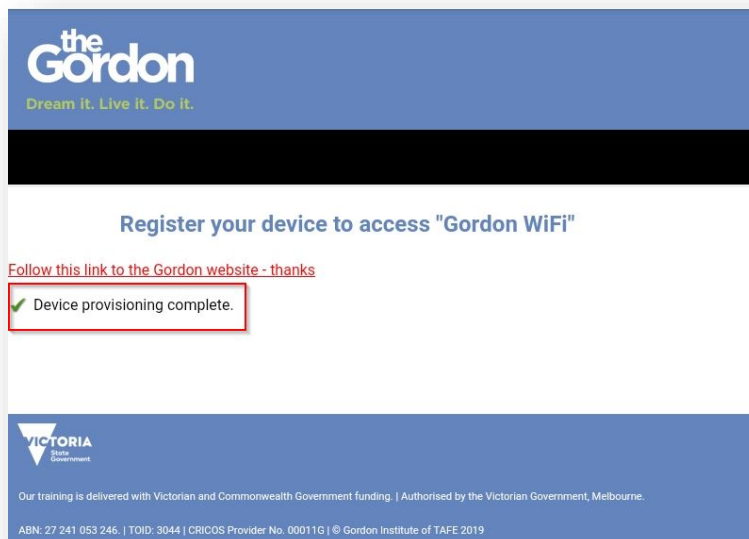 the
Gordon
Dream it. Live it. Do it.
Register your device to access "Gordon WiFi"
Follow this link to the Gordon website - thanks
Device provisioning complete.
VICTORIA
State
Government
Our training is delivered with Victorian and Commonwealth Government funding. | Authorised by the Victorian Government, Melbourne.
ABN: 27 241 053 246. | TOID: 3044 | CRICOS Provider No. 00011G | © Gordon Institute of TAFE 2019